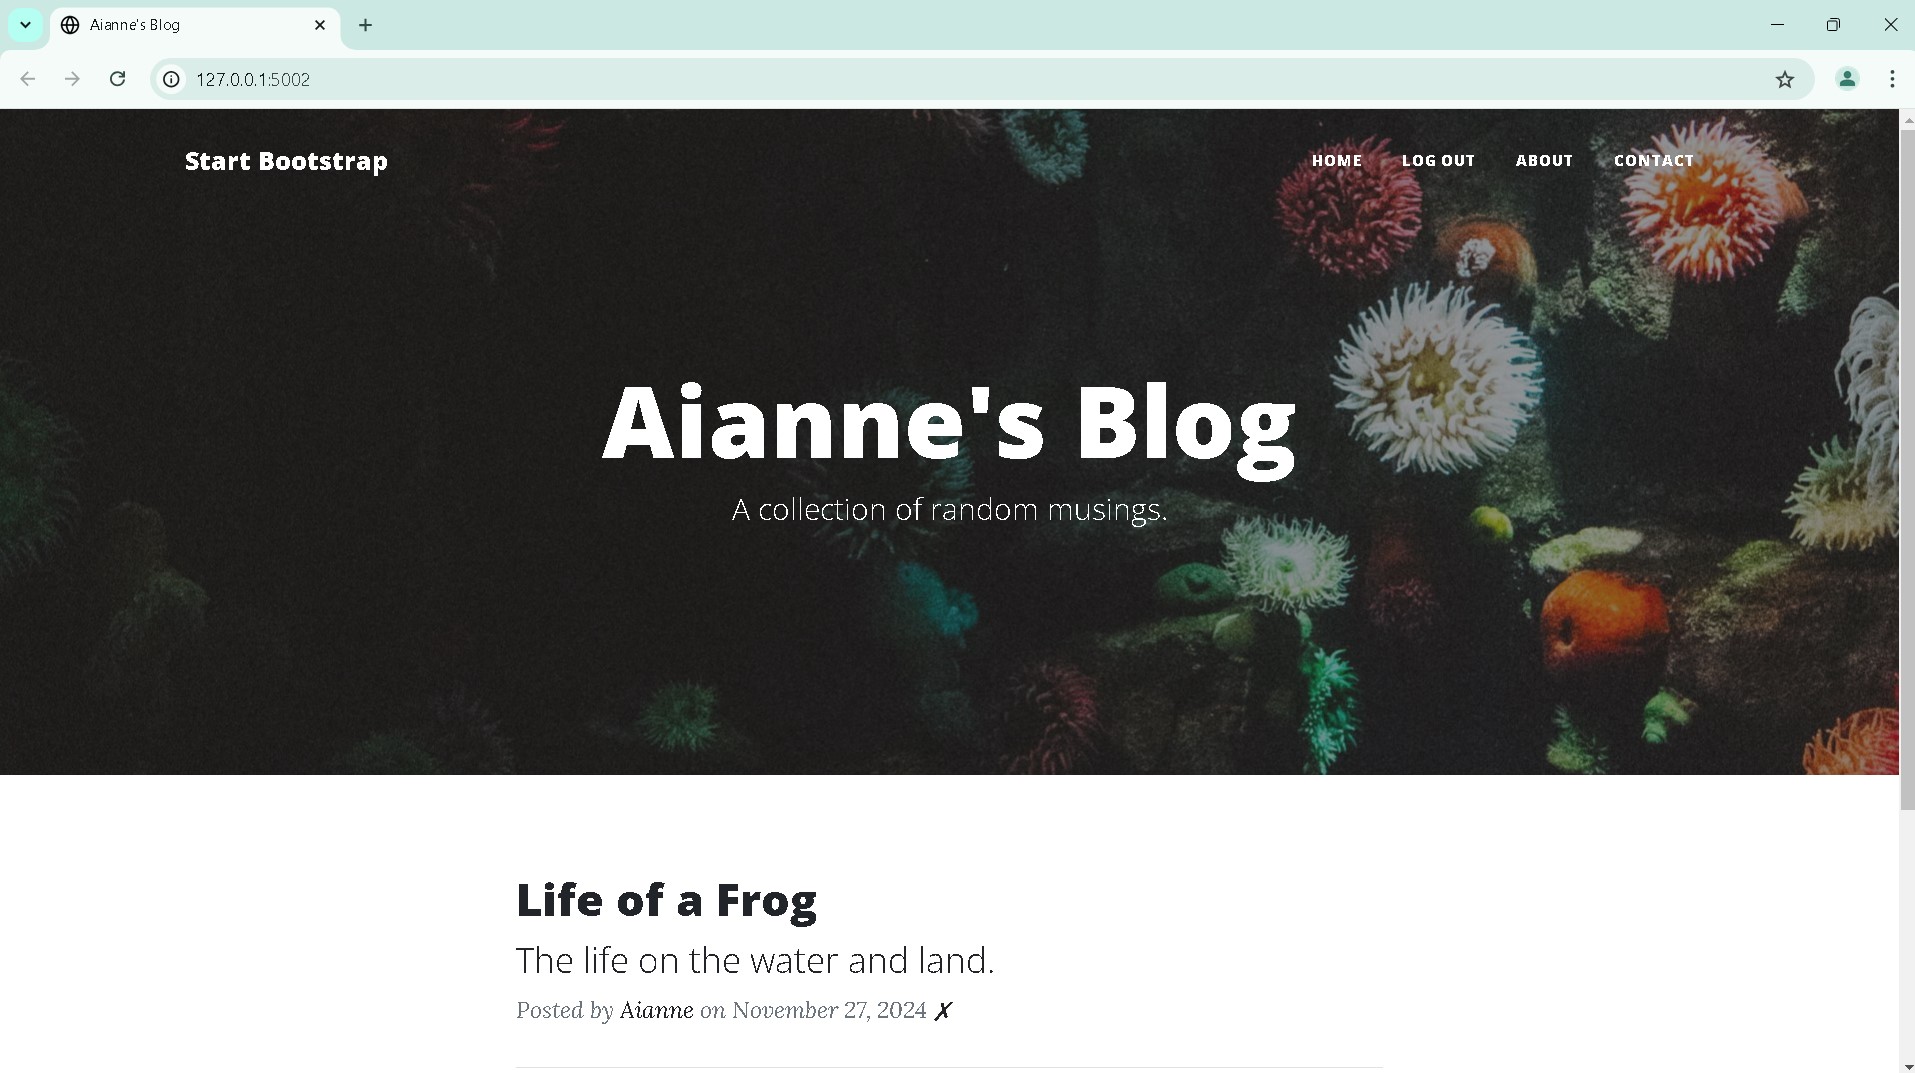 Aianne's Blog
127.0.0.1:5002
Start Bootstrap
HOME LOG OUT ABOUT CONTACT
Aianne's Blog
A collection of random musings.
Life of a Frog
The life on the water and land.
Posted by Aianne on November 27, 2024 ✗